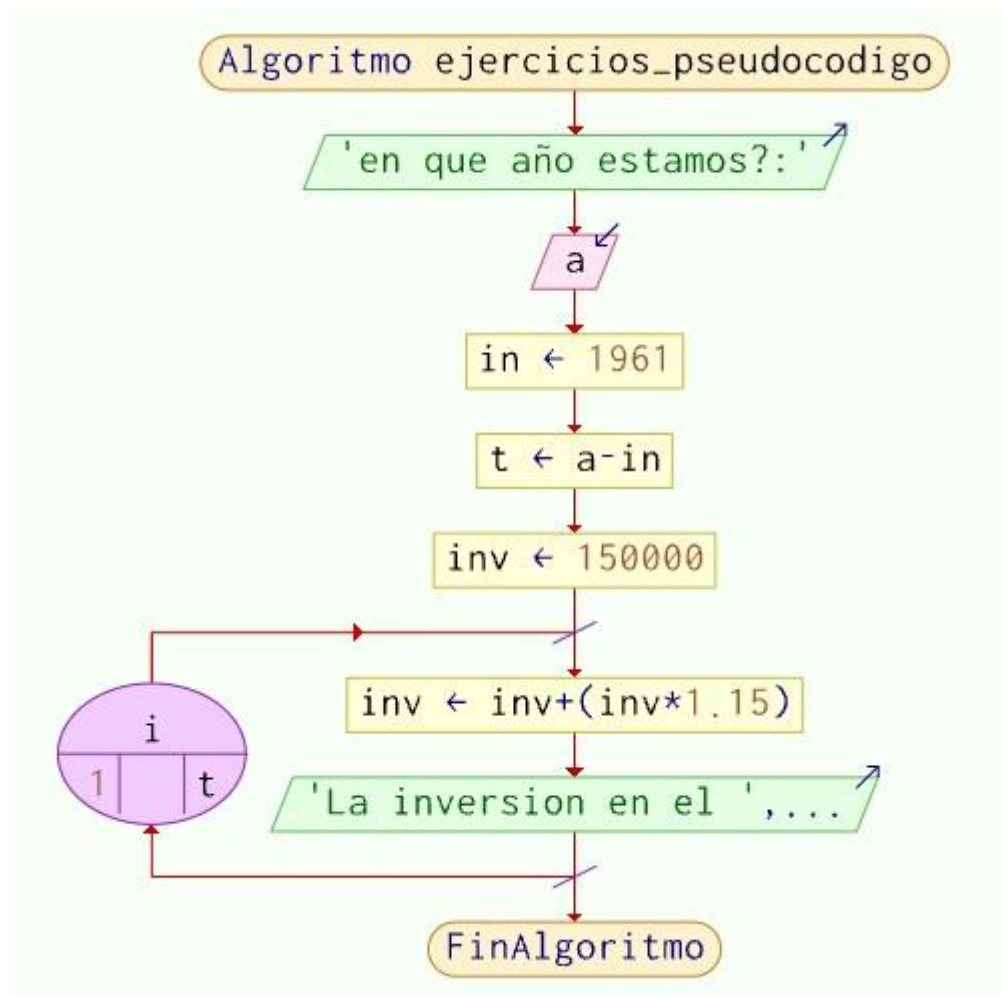 Algoritmo ejercicios_pseudocodigo
'en que año estamos?:'
a
in ← 1961
t ← a-in
inv ← 150000
inv ← inv+(inv*1.15)
i
1 t
'La inversion en el ',...
FinAlgoritmo